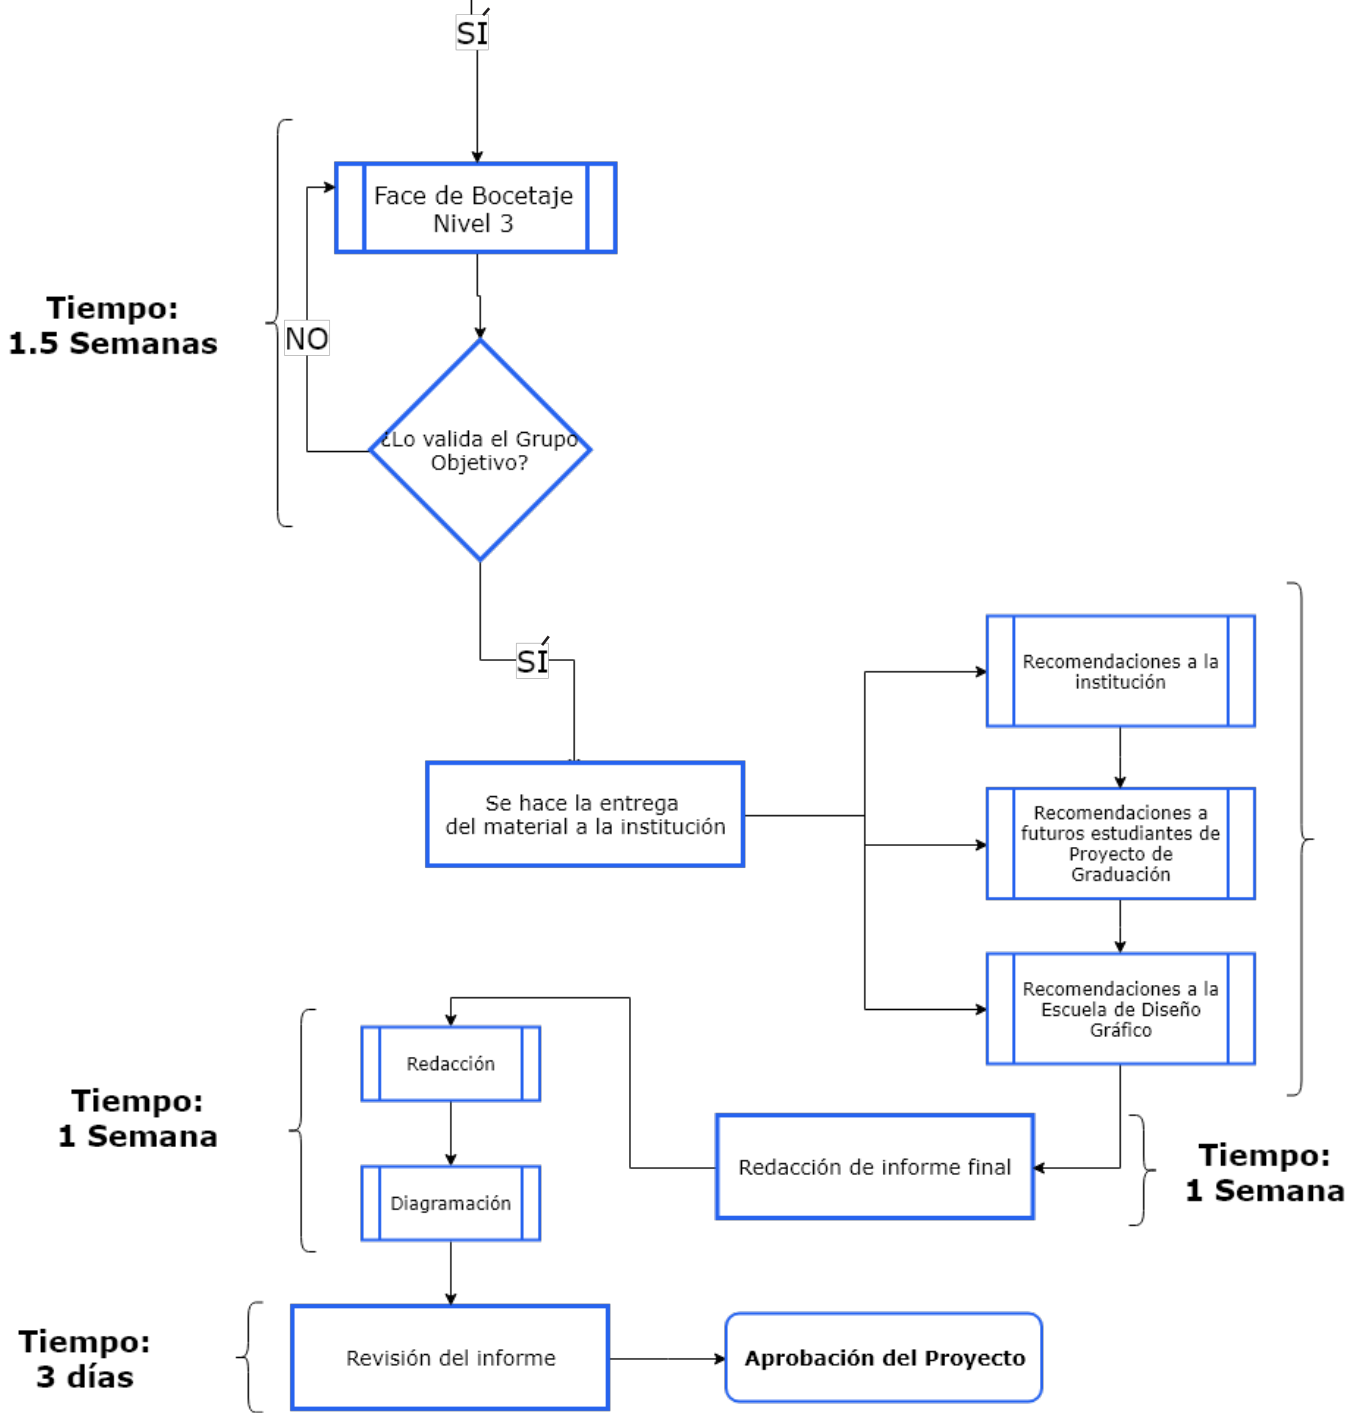 SÍ
Face de Bocetaje
Nivel 3
Tiempo:
1.5 Semanas
NO
¿Lo valida el Grupo
Objetivo?
SÍ
Recomendaciones a la
institución
Se hace la entrega
del material a la institución
Recomendaciones a
futuros estudiantes de
Proyecto de
Graduación
Recomendaciones a la
Escuela de Diseño
Gráfico
Redacción
Tiempo:
1 Semana
Redacción de informe final
Tiempo:
1 Semana
Diagramación
Tiempo:
3 días
Revisión del informe
Aprobación del Proyecto